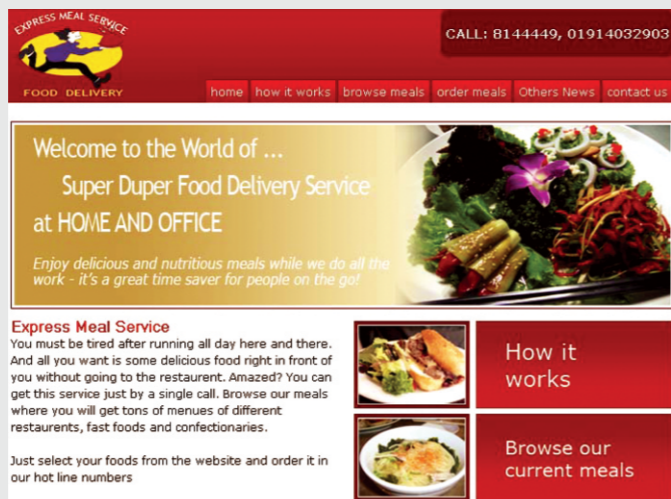 EXPRESS MEAL SERVICE
FOOD DELIVERY
CALL: 8144449, 01914032903
home how it works browse meals order meals Others News contact us
Welcome to the World of ...
Super Duper Food Delivery Service
at HOME AND OFFICE
Enjoy delicious and nutritious meals while we do all the
work - it's a great time saver for people on the go!
Express Meal Service
You must be tired after running all day here and there.
And all you want is some delicious food right in front of
you without going to the restaurent. Amazed? You can
get this service just by a single call. Browse our meals
where you will get tons of menues of different
restaurents, fast foods and confectionaries.
Just select your foods from the website and order it in
our hot line numbers
How it
works
Browse our
current meals